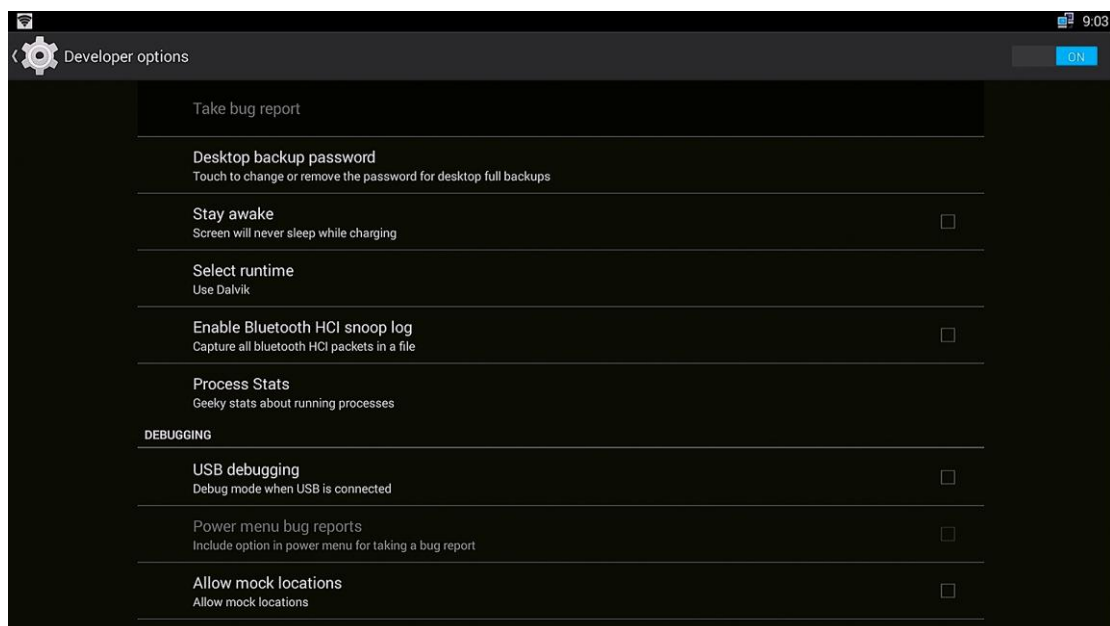 9:03
Developer options
ON
Take bug report
Desktop backup password
Touch to change or remove the password for desktop full backups
Stay awake
Screen will never sleep while charging
Select runtime
Use Dalvik
Enable Bluetooth HCI snoop log
Capture all bluetooth HCI packets in a file
Process Stats
Geeky stats about running processes
DEBUGGING
USB debugging
Debug mode when USB is connected
Power menu bug reports
Include option in power menu for taking a bug report
Allow mock locations
Allow mock locations